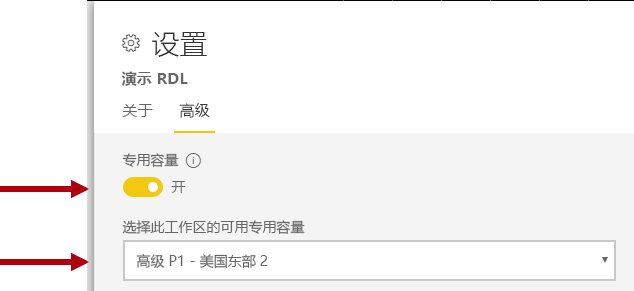 设置
演示 RDL
关于 高级
专用容量
开
选择此工作区的可用专用容量
高级 P1 - 美国东部 2